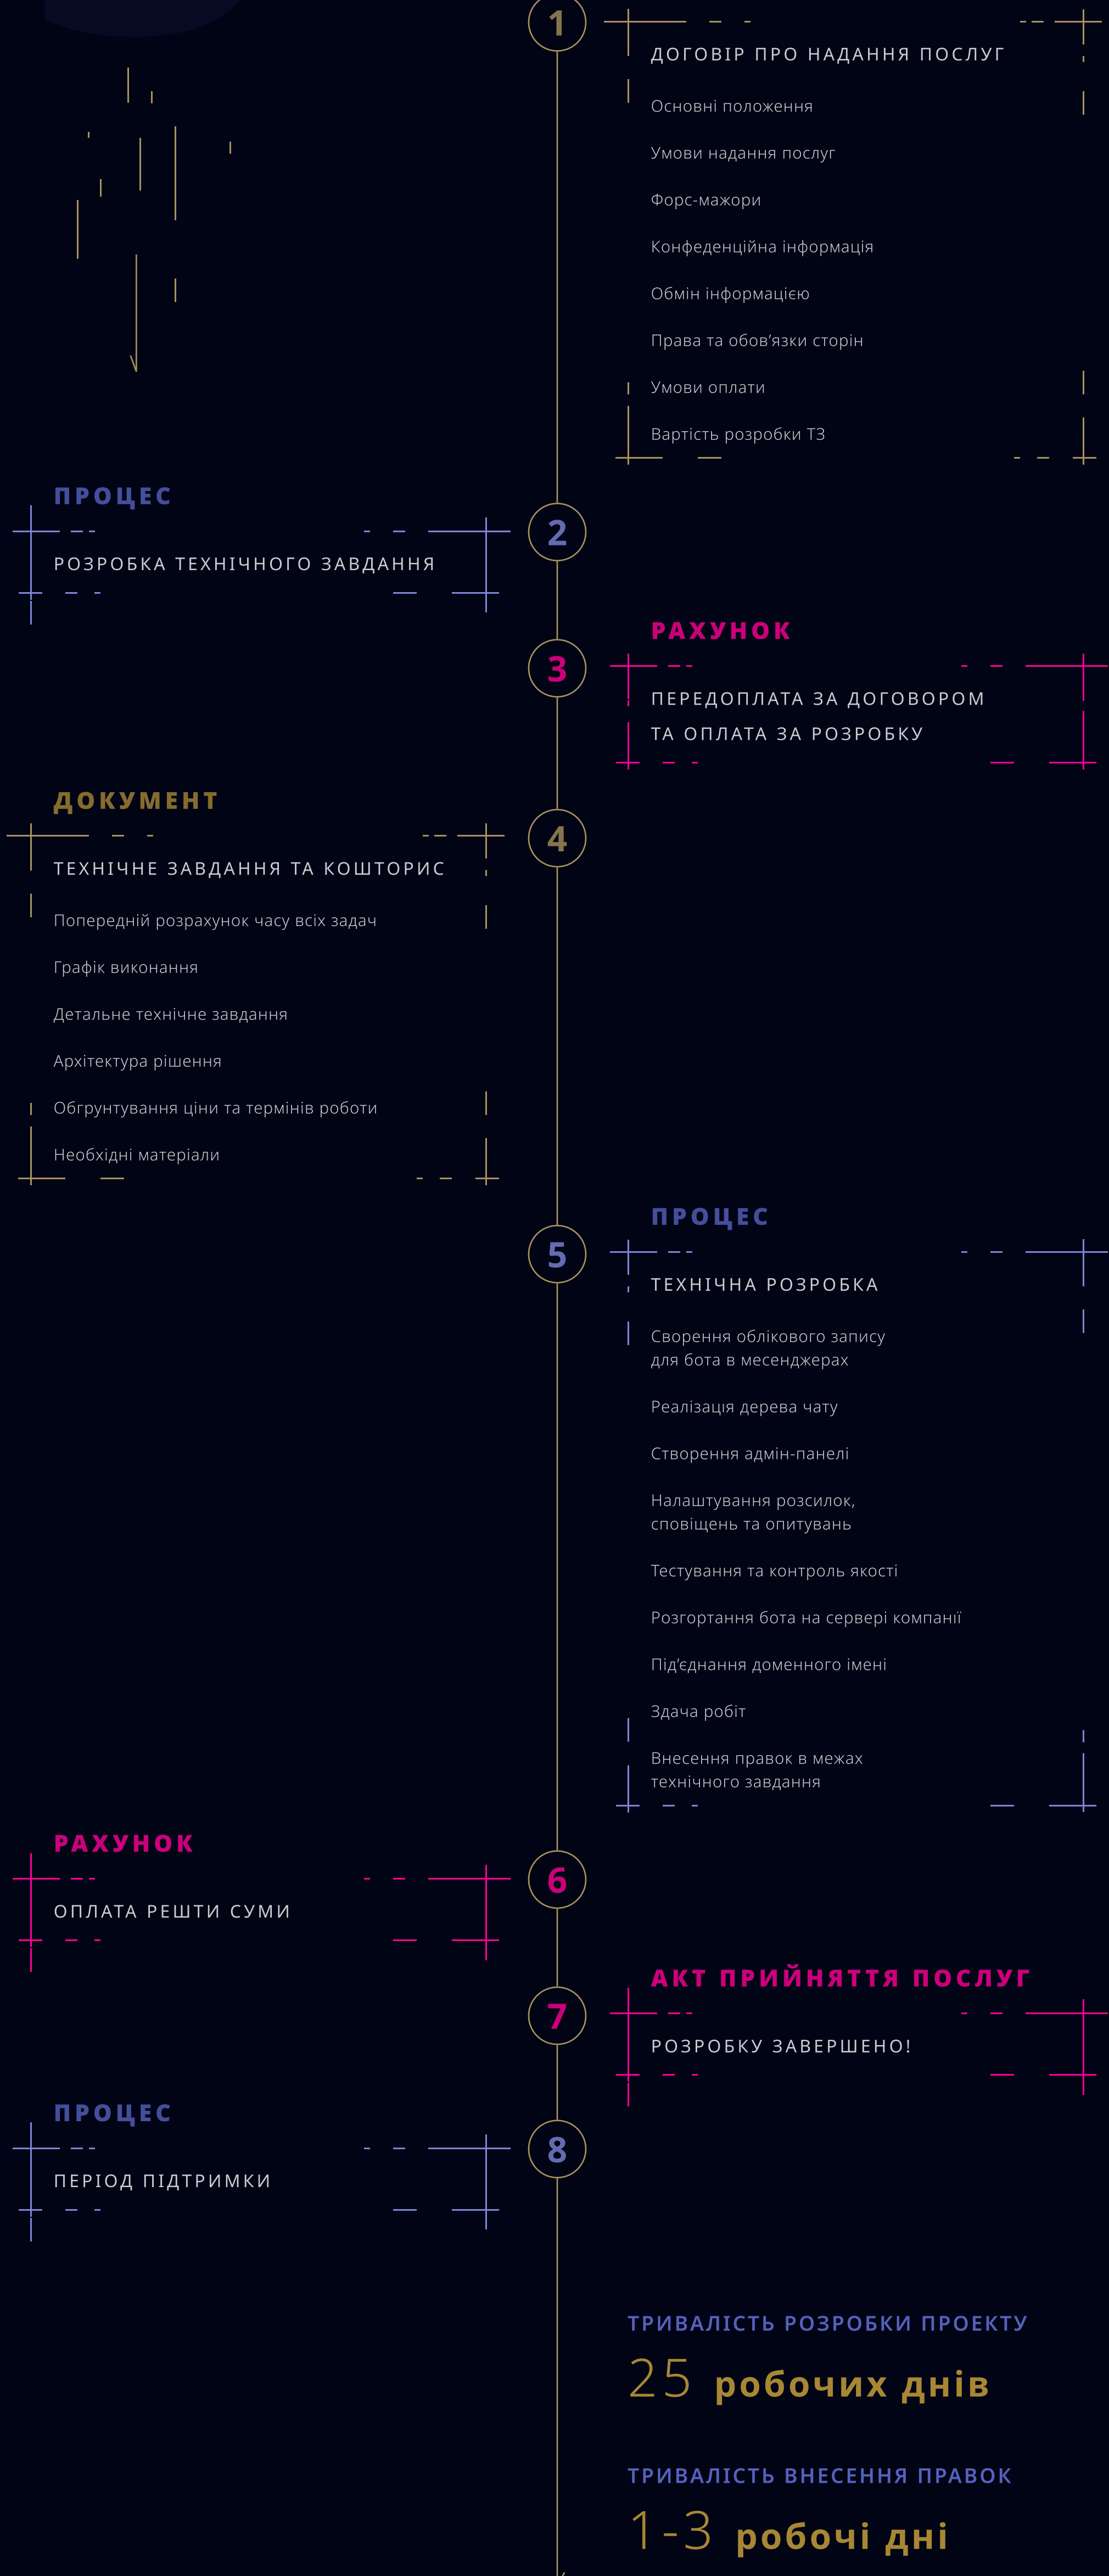 1
ДОГОВІР ПРО НАДАННЯ ПОСЛУГ
Основні положення
Умови надання послуг
Форс-мажори
Конфеденційна інформація
Обмін інформацією
Права та обов’язки сторін
Умови оплати
Вартість розробки ТЗ
ПРОЦЕС
2
РОЗРОБКА ТЕХНІЧНОГО ЗАВДАННЯ
РАХУНОК
3
ПЕРЕДОПЛАТА ЗА ДОГОВОРОМ
ТА ОПЛАТА ЗА РОЗРОБКУ
ДОКУМЕНТ
4
ТЕХНІЧНЕ ЗАВДАННЯ ТА КОШТОРИС
Попередній розрахунок часу всіх задач
Графік виконання
Детальне технічне завдання
Архітектура рішення
Обгрунтування ціни та термінів роботи
Необхідні матеріали
ПРОЦЕС
5
ТЕХНІЧНА РОЗРОБКА
Сворення облікового запису
для бота в месенджерах
Реалізація дерева чату
Створення адмін-панелі
Налаштування розсилок,
сповіщень та опитувань
Тестування та контроль якості
Розгортання бота на сервері компанії
Під’єднання доменного імені
Здача робіт
Внесення правок в межах
технічного завдання
РАХУНОК
6
ОПЛАТА РЕШТИ СУМИ
АКТ ПРИЙНЯТТЯ ПОСЛУГ
7
РОЗРОБКУ ЗАВЕРШЕНО!
ПРОЦЕС
8
ПЕРІОД ПІДТРИМКИ
ТРИВАЛІСТЬ РОЗРОБКИ ПРОЕКТУ
25 робочих днів
ТРИВАЛІСТЬ ВНЕСЕННЯ ПРАВОК
1-3 робочі дні